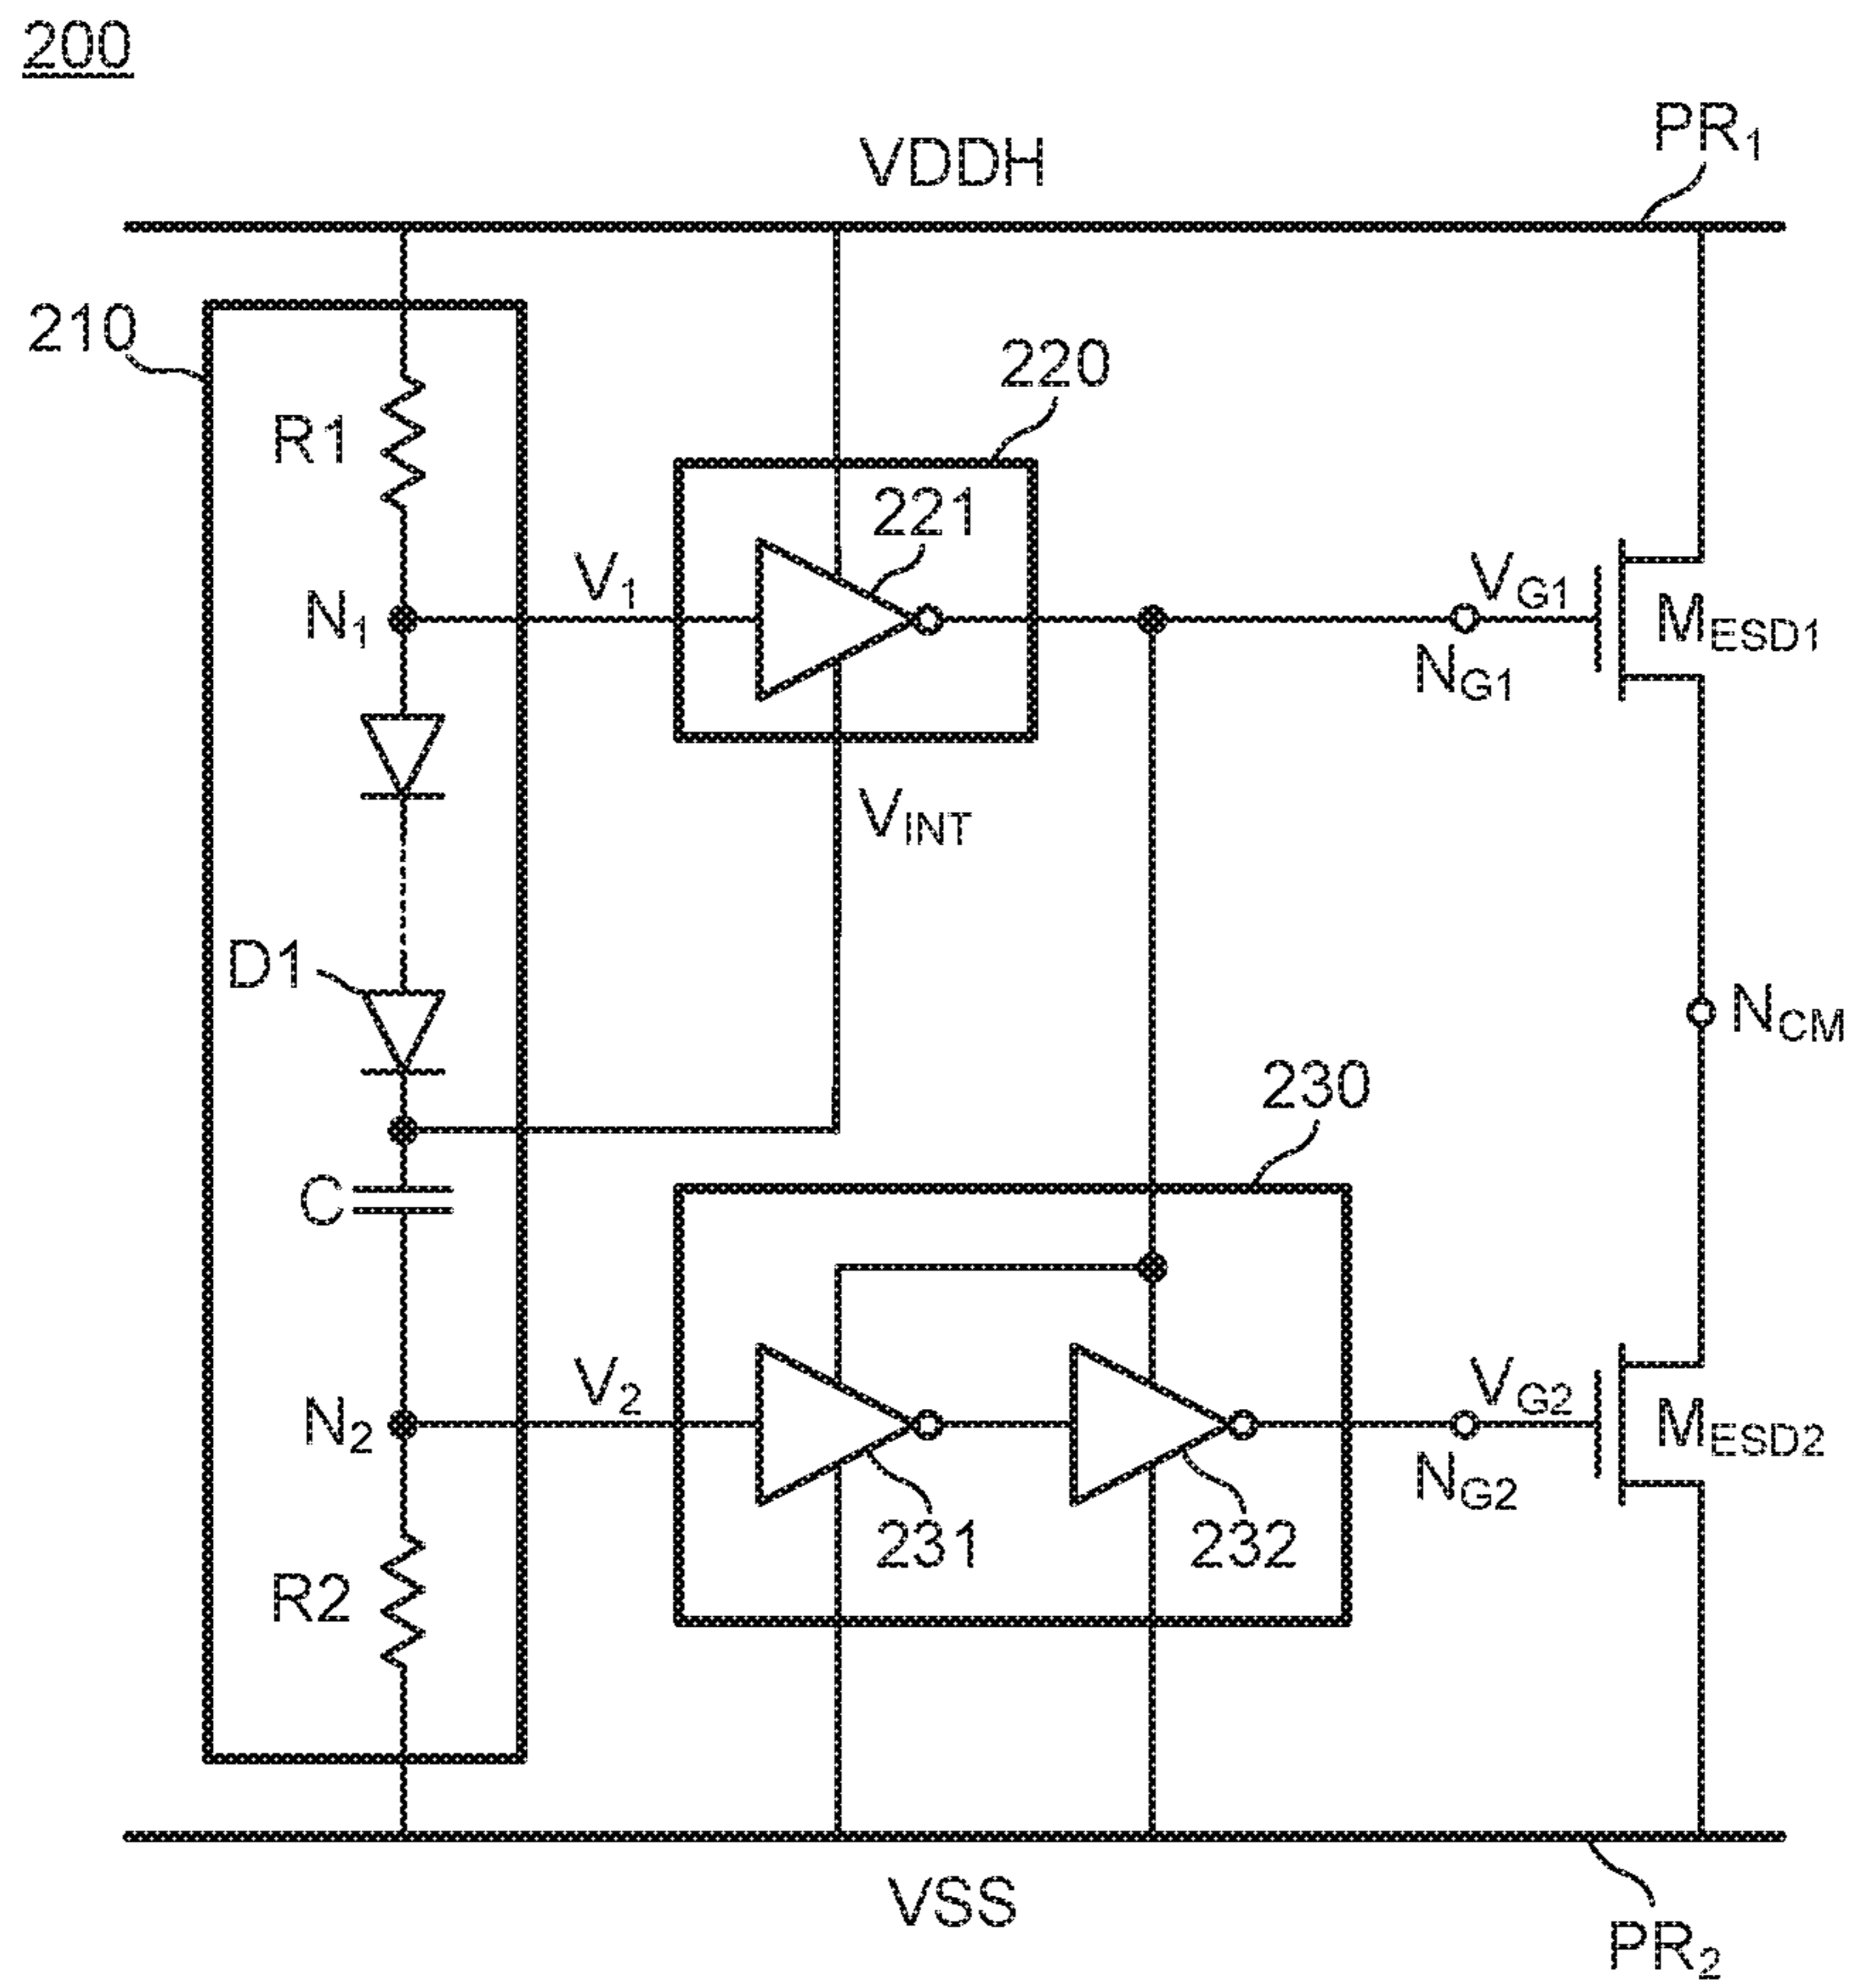 200
VDDH
PR1
210
220
R1
221
N1
V1
VG1
MESD1
NG1
VINT
D1
NCM
230
C
V2
VG2
N2
MESD2
NG2
231
232
R2
VSS
PR2